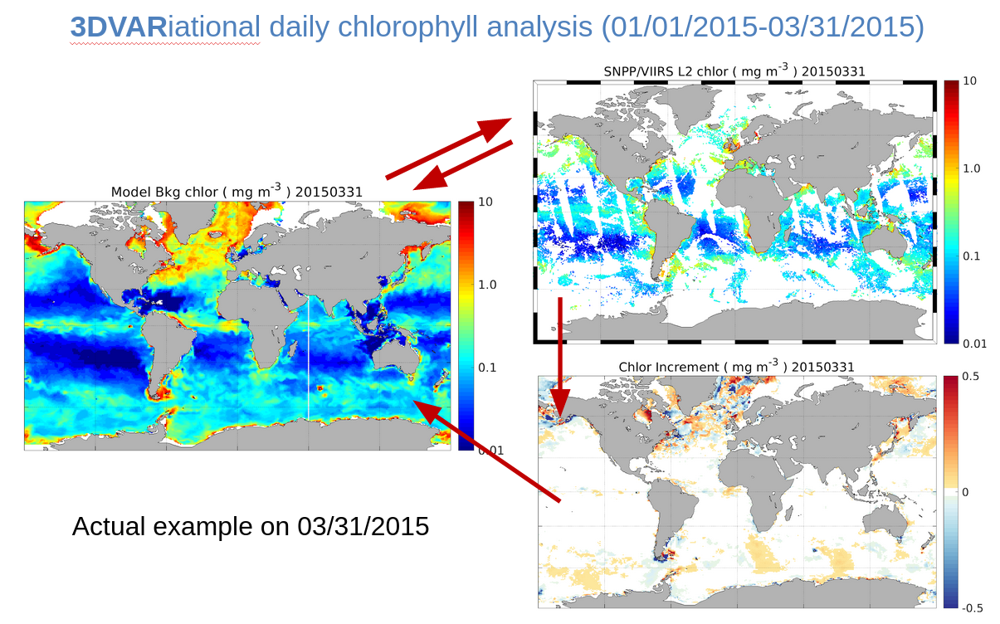 3DVARiational daily chlorophyll analysis (01/01/2015-03/31/2015)
SNPP/VIIRS L2 chlor ( mg m-3 ) 20150331
10
1.0
0.1
0.01
Model Bkg chlor ( mg m-3 ) 20150331
10
1.0
0.1
0.01
Chlor Increment ( mg m-3 ) 20150331
0.5
0
-0.5
Actual example on 03/31/2015